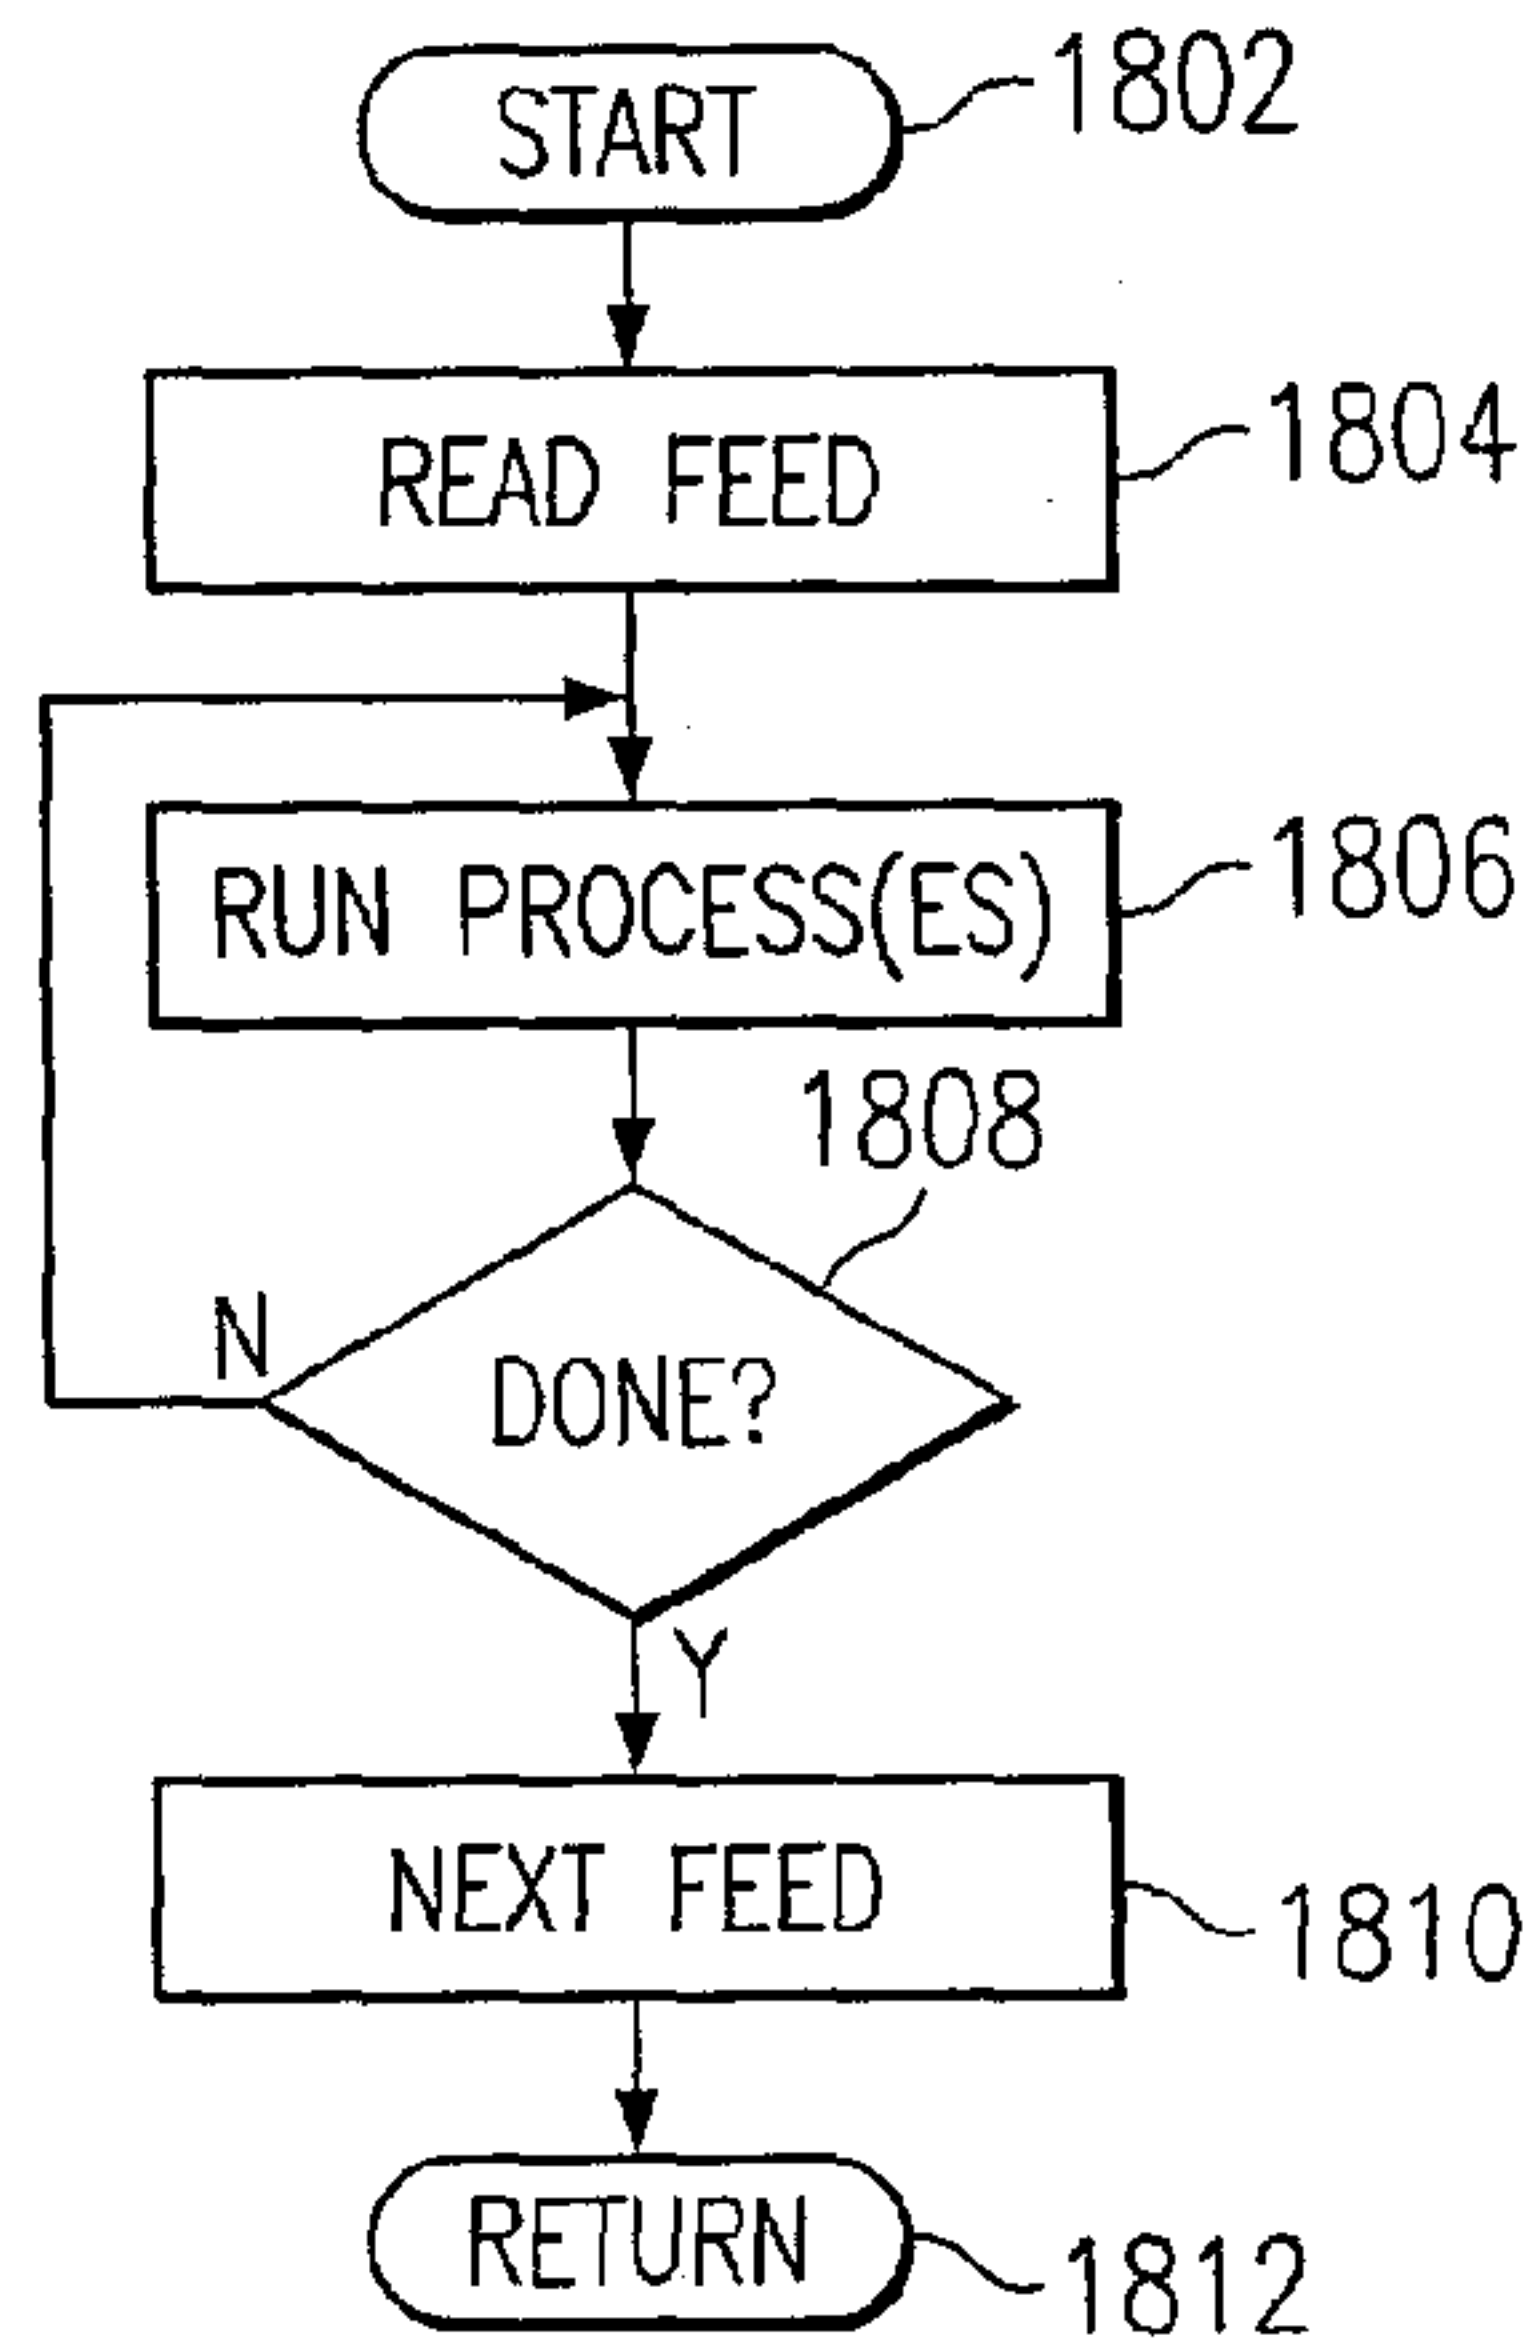 START 1802
READ FEED 1804
RUN PROCESS(ES) 1806
1808
N
DONE?
Y
NEXT FEED 1810
RETURN 1812